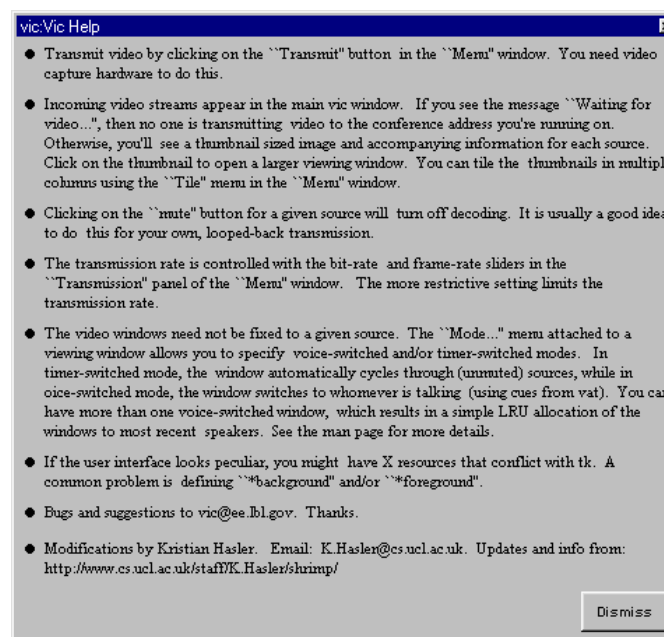 vic:Vic Help
● Transmit video by clicking on the ``Transmit'' button in the ``Menu'' window. You need video
capture hardware to do this.
● Incoming video streams appear in the main vic window. If you see the message ``Waiting for
video...'', then no one is transmitting video to the conference address you're running on.
Otherwise, you'll see a thumbnail sized image and accompanying information for each source.
Click on the thumbnail to open a larger viewing window. You can tile the thumbnails in multipl
columns using the ``Tile'' menu in the ``Menu'' window.
● Clicking on the ``mute'' button for a given source will turn off decoding. It is usually a good idea
to do this for your own, looped-back transmission.
● The transmission rate is controlled with the bit-rate and frame-rate sliders in the
``Transmission'' panel of the ``Menu'' window. The more restrictive setting limits the
transmission rate.
● The video windows need not be fixed to a given source. The ``Mode...'' menu attached to a
viewing window allows you to specify voice-switched and/or timer-switched modes. In
timer-switched mode, the window automatically cycles through (unmuted) sources, while in
oice-switched mode, the window switches to whomever is talking (using cues from vat). You can
have more than one voice-switched window, which results in a simple LRU allocation of the
windows to most recent speakers. See the man page for more details.
● If the user interface looks peculiar, you might have X resources that conflict with tk. A
common problem is defining ``*background'' and/or ``*foreground''.
● Bugs and suggestions to vic@ee.lbl.gov. Thanks.
● Modifications by Kristian Hasler. Email: K.Hasler@cs.ucl.ac.uk. Updates and info from:
http://www.cs.ucl.ac.uk/staff/K.Hasler/shrimp/
Dismiss